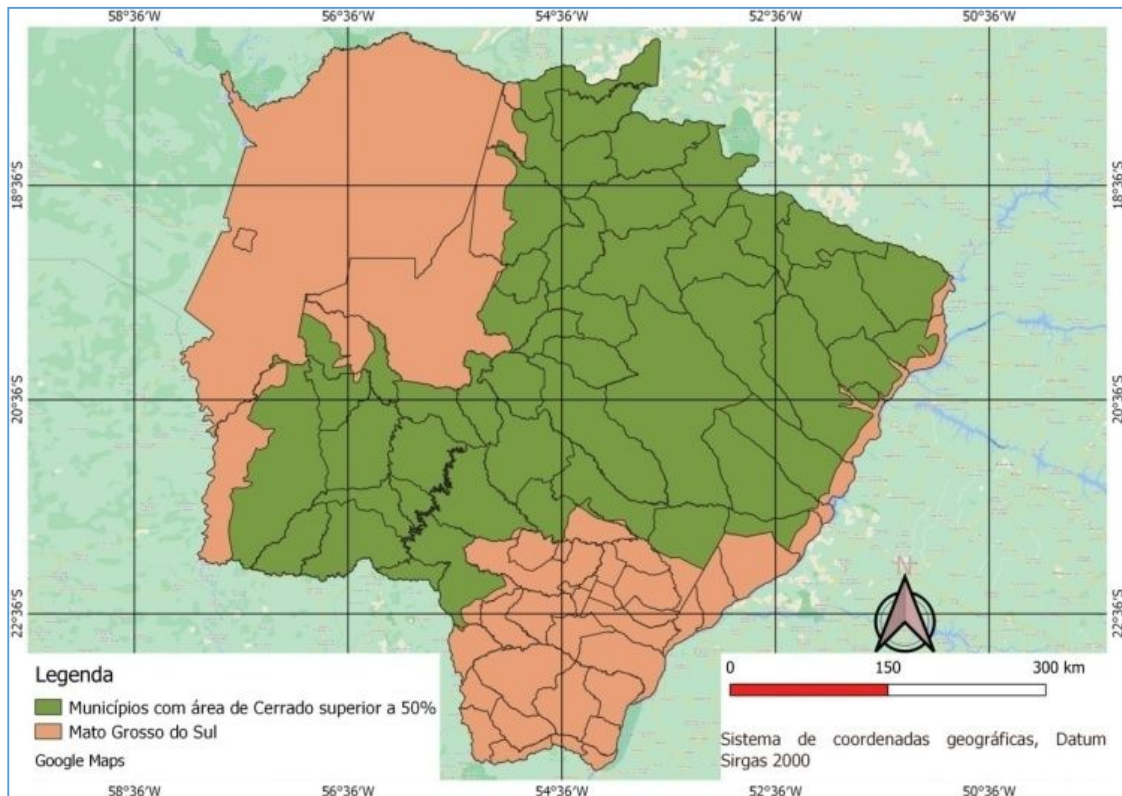 58°36'W 56°36'W 54°36'W 52°36'W 50°36'W
18°36'S 18°36'S
20°36'S 20°36'S
22°36'S 22°36'S
N
Legenda
Municípios com área de Cerrado superior a 50%
Mato Grosso do Sul
Google Maps
0 150 300 km
Sistema de coordenadas geográficas, Datum
Sirgas 2000
58°36'W 56°36'W 54°36'W 52°36'W 50°36'W